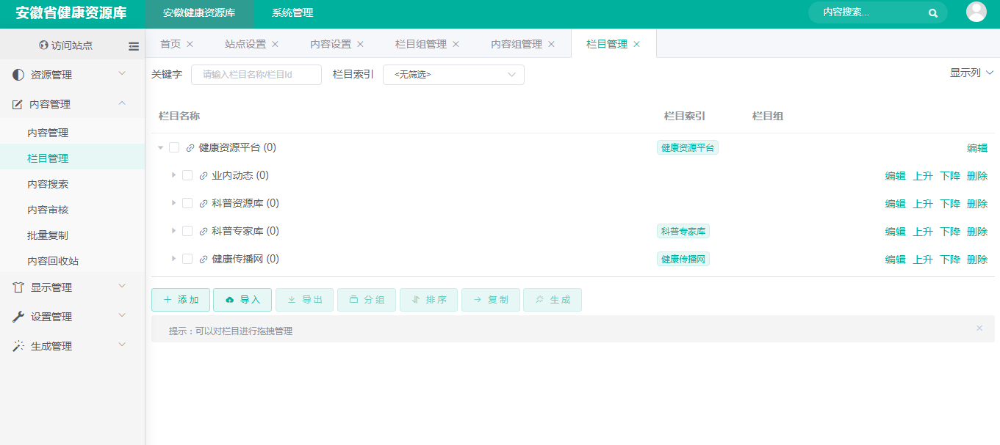 安徽省健康资源库
安徽健康资源库
系统管理
内容搜索...
访问站点
首页
站点设置
内容设置
栏目组管理
内容组管理
栏目管理
资源管理
内容管理
内容管理
栏目管理
内容搜索
内容审核
批量复制
内容回收站
显示管理
设置管理
生成管理
关键字
请输入栏目名称/栏目Id
栏目索引
<无筛选>
显示列
栏目名称 栏目索引 栏目组
健康资源平台 (0) 健康资源平台 编辑
业内动态 (0) 编辑 上升 下降 删除
科普资源库 (0) 编辑 上升 下降 删除
科普专家库 (0) 科普专家库 编辑 上升 下降 删除
健康传播网 (0) 健康传播网 编辑 上升 下降 删除
添加 导入 导出 分组 排序 复制 生成
提示：可以对栏目进行拖拽管理